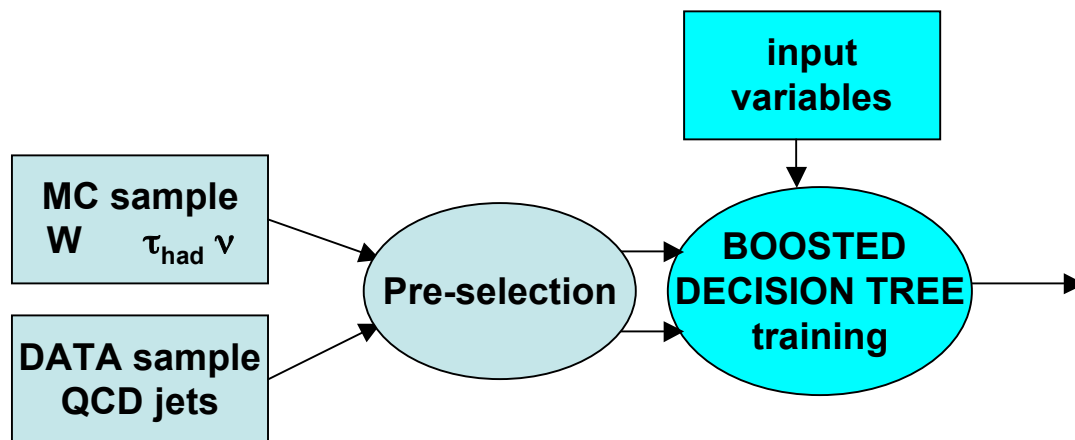 input
variables
MC sample
W τhad ν
DATA sample
QCD jets
Pre-selection
BOOSTED
DECISION TREE
training